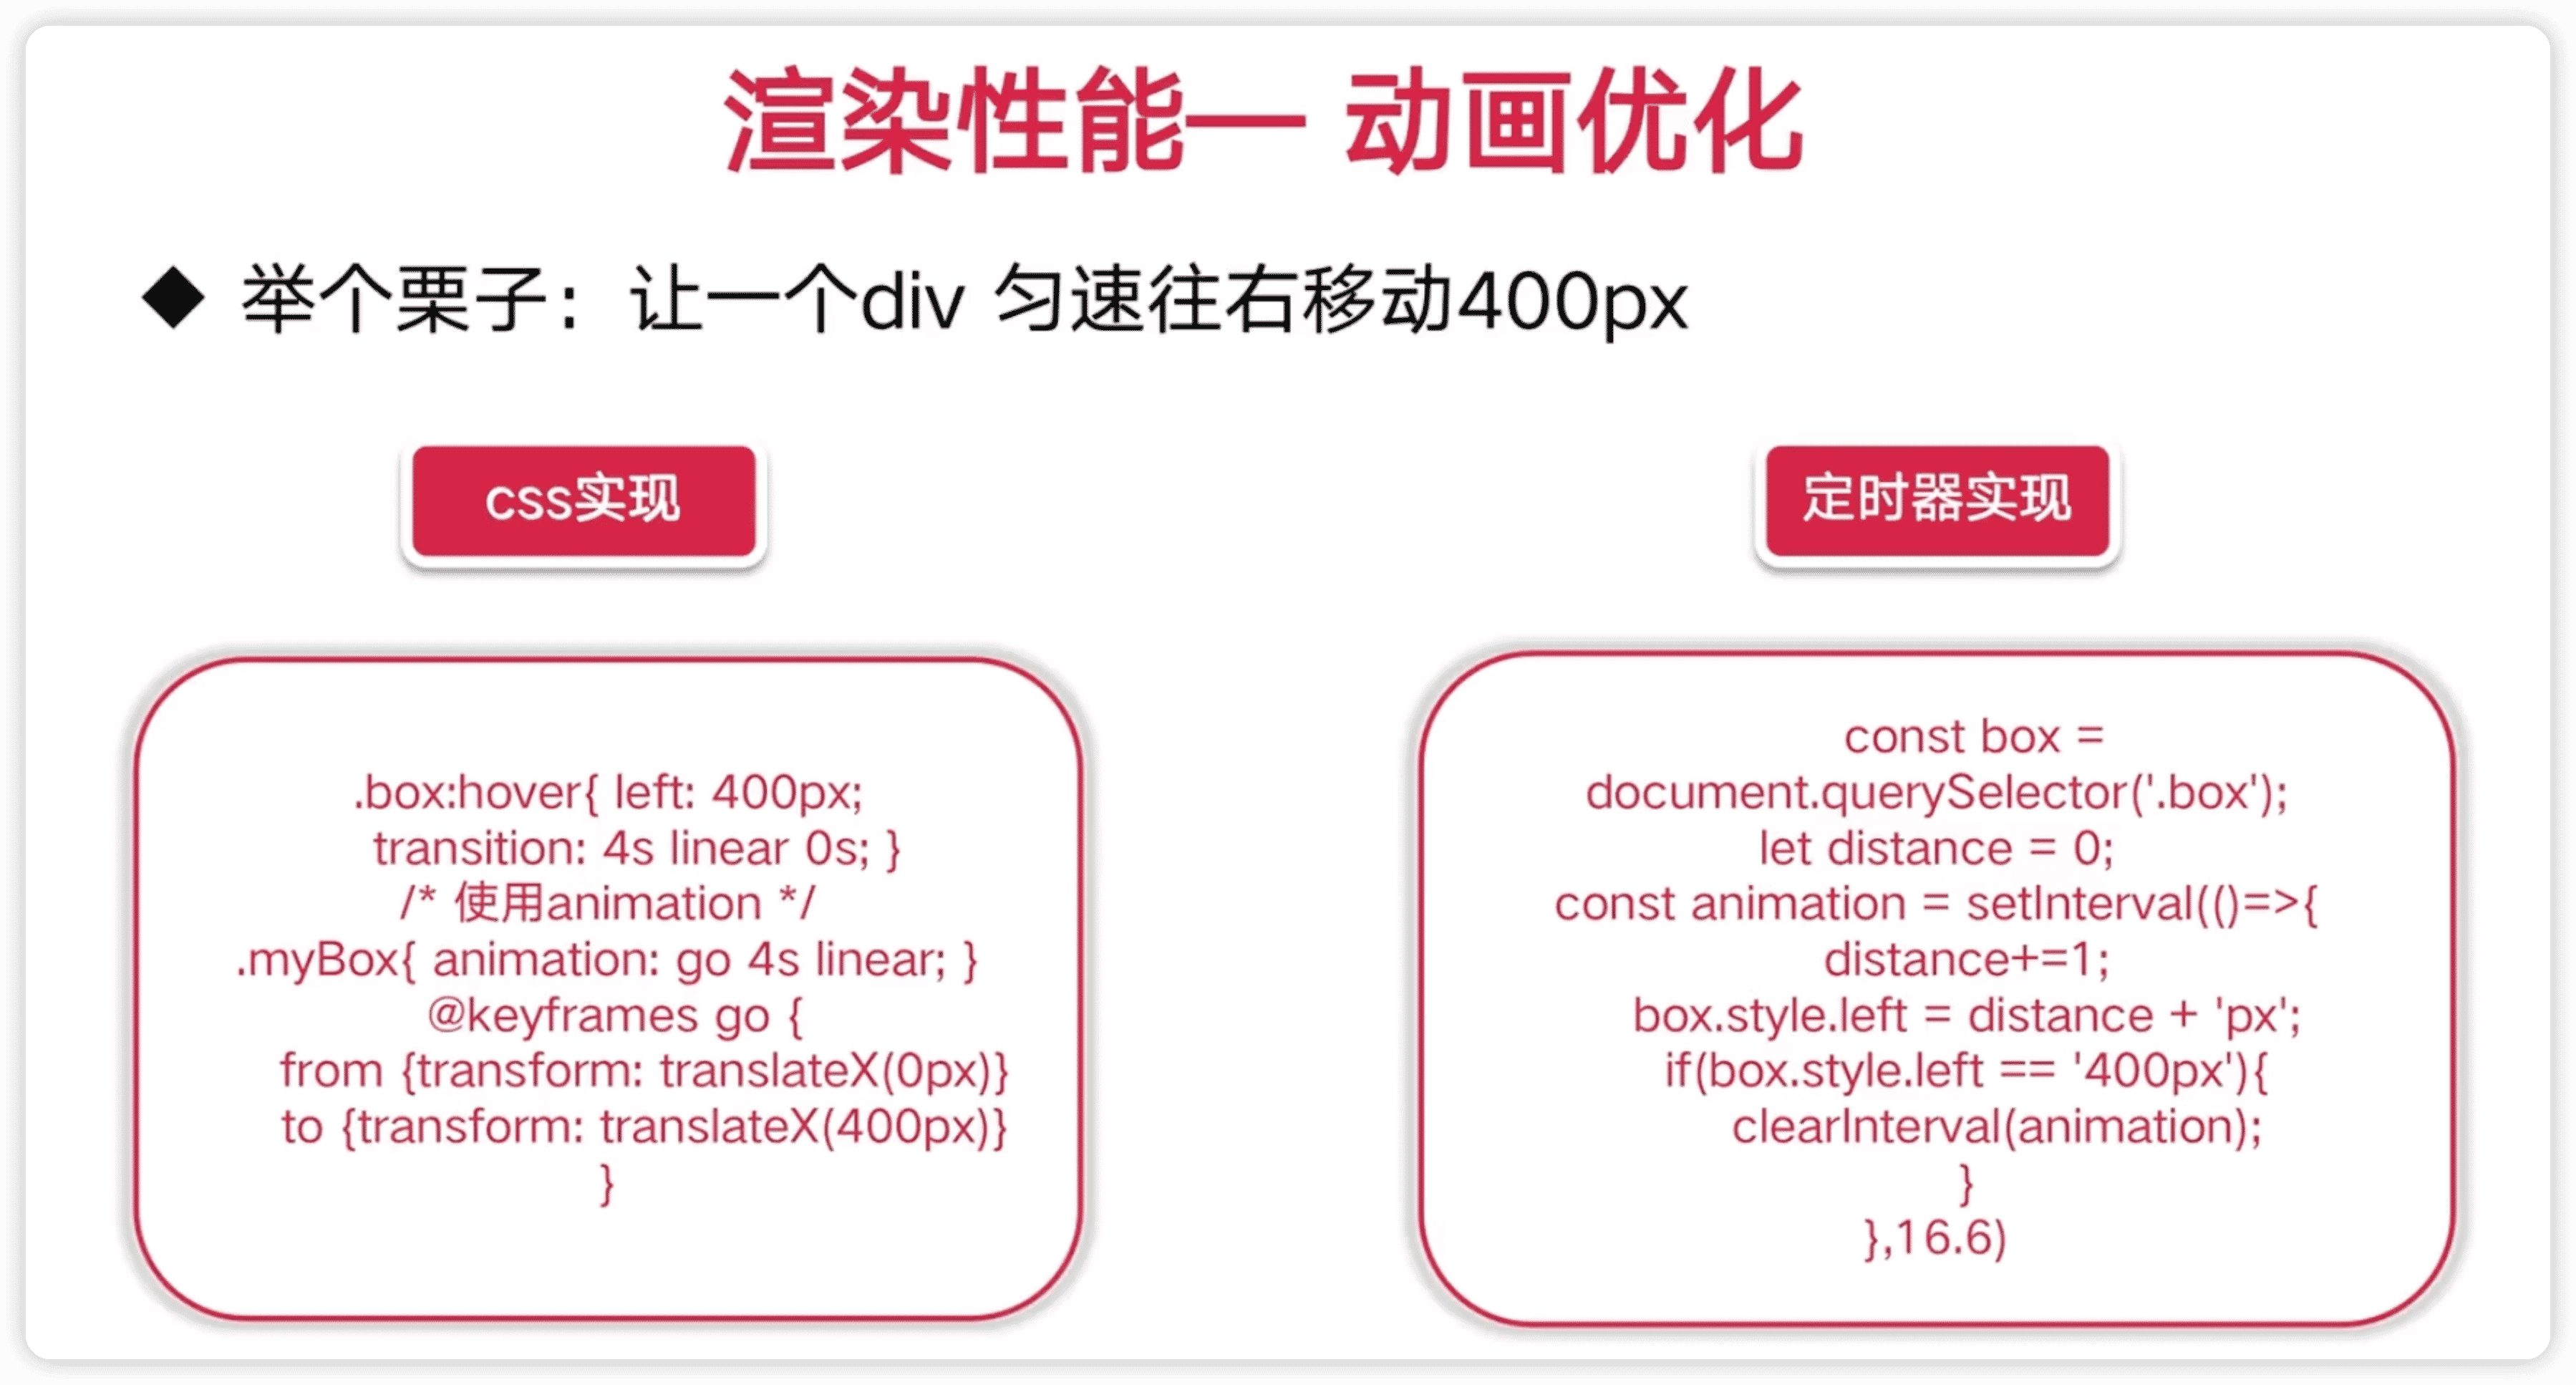 渲染性能— 动画优化
◆ 举个栗子：让一个div 匀速往右移动400px
css实现
.box:hover{ left: 400px;
transition: 4s linear 0s; }
/* 使用animation */
.myBox{ animation: go 4s linear; }
@keyframes go {
from {transform: translateX(0px)}
to {transform: translateX(400px)}
}
定时器实现
const box =
document.querySelector('.box');
let distance = 0;
const animation = setInterval(()=>{
distance+=1;
box.style.left = distance + 'px';
if(box.style.left == '400px'){
clearInterval(animation);
}
},16.6)